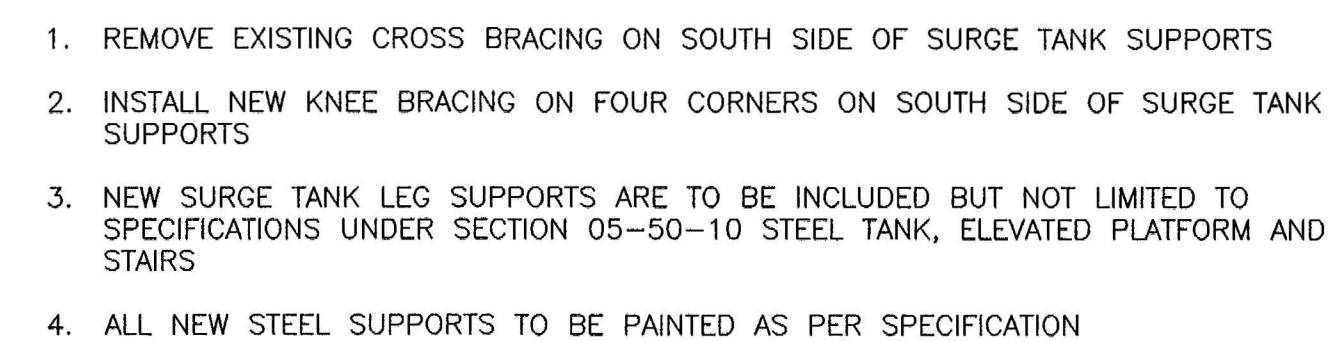 1. REMOVE EXISTING CROSS BRACING ON SOUTH SIDE OF SURGE TANK SUPPORTS
2. INSTALL NEW KNEE BRACING ON FOUR CORNERS ON SOUTH SIDE OF SURGE TANK
SUPPORTS
3. NEW SURGE TANK LEG SUPPORTS ARE TO BE INCLUDED BUT NOT LIMITED TO
SPECIFICATIONS UNDER SECTION 05-50-10 STEEL TANK, ELEVATED PLATFORM AND
STAIRS
4. ALL NEW STEEL SUPPORTS TO BE PAINTED AS PER SPECIFICATION